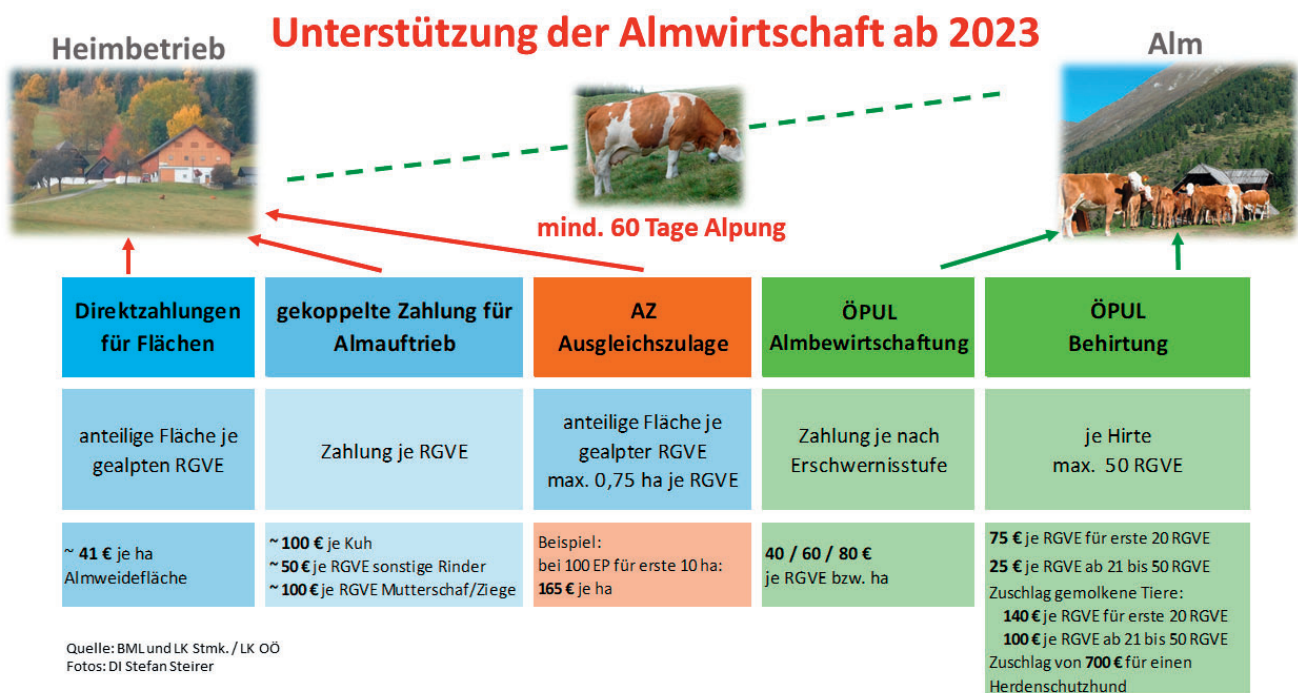 Unterstützung der Almwirtschaft ab 2023
Heimbetrieb
Alm
mind. 60 Tage Alpung
Direktzahlungen
für Flächen
gekoppelte Zahlung für
Almauftrieb
AZ
Ausgleichszulage
ÖPUL
Almbewirtschaftung
ÖPUL
Behirtung
anteilige Fläche je
gealpten RGVE
Zahlung je RGVE
anteilige Fläche je
gealpter RGVE
max. 0,75 ha je RGVE
Zahlung je nach
Erschwernisstufe
je Hirte
max. 50 RGVE
~ 41 € je ha
Almweidefläche
~ 100 € je Kuh
~ 50 € je RGVE sonstige Rinder
~ 100 € je RGVE Mutterschaf/Ziege
Beispiel:
bei 100 EP für erste 10 ha:
165 € je ha
40 / 60 / 80 €
je RGVE bzw. ha
75 € je RGVE für erste 20 RGVE
25 € je RGVE ab 21 bis 50 RGVE
Zuschlag gemolkene Tiere:
140 € je RGVE für erste 20 RGVE
100 € je RGVE ab 21 bis 50 RGVE
Zuschlag von 700 € für einen
Herdenschutzhund
Quelle: BML und LK Stmk. / LK OÖ
Fotos: DI Stefan Steirer